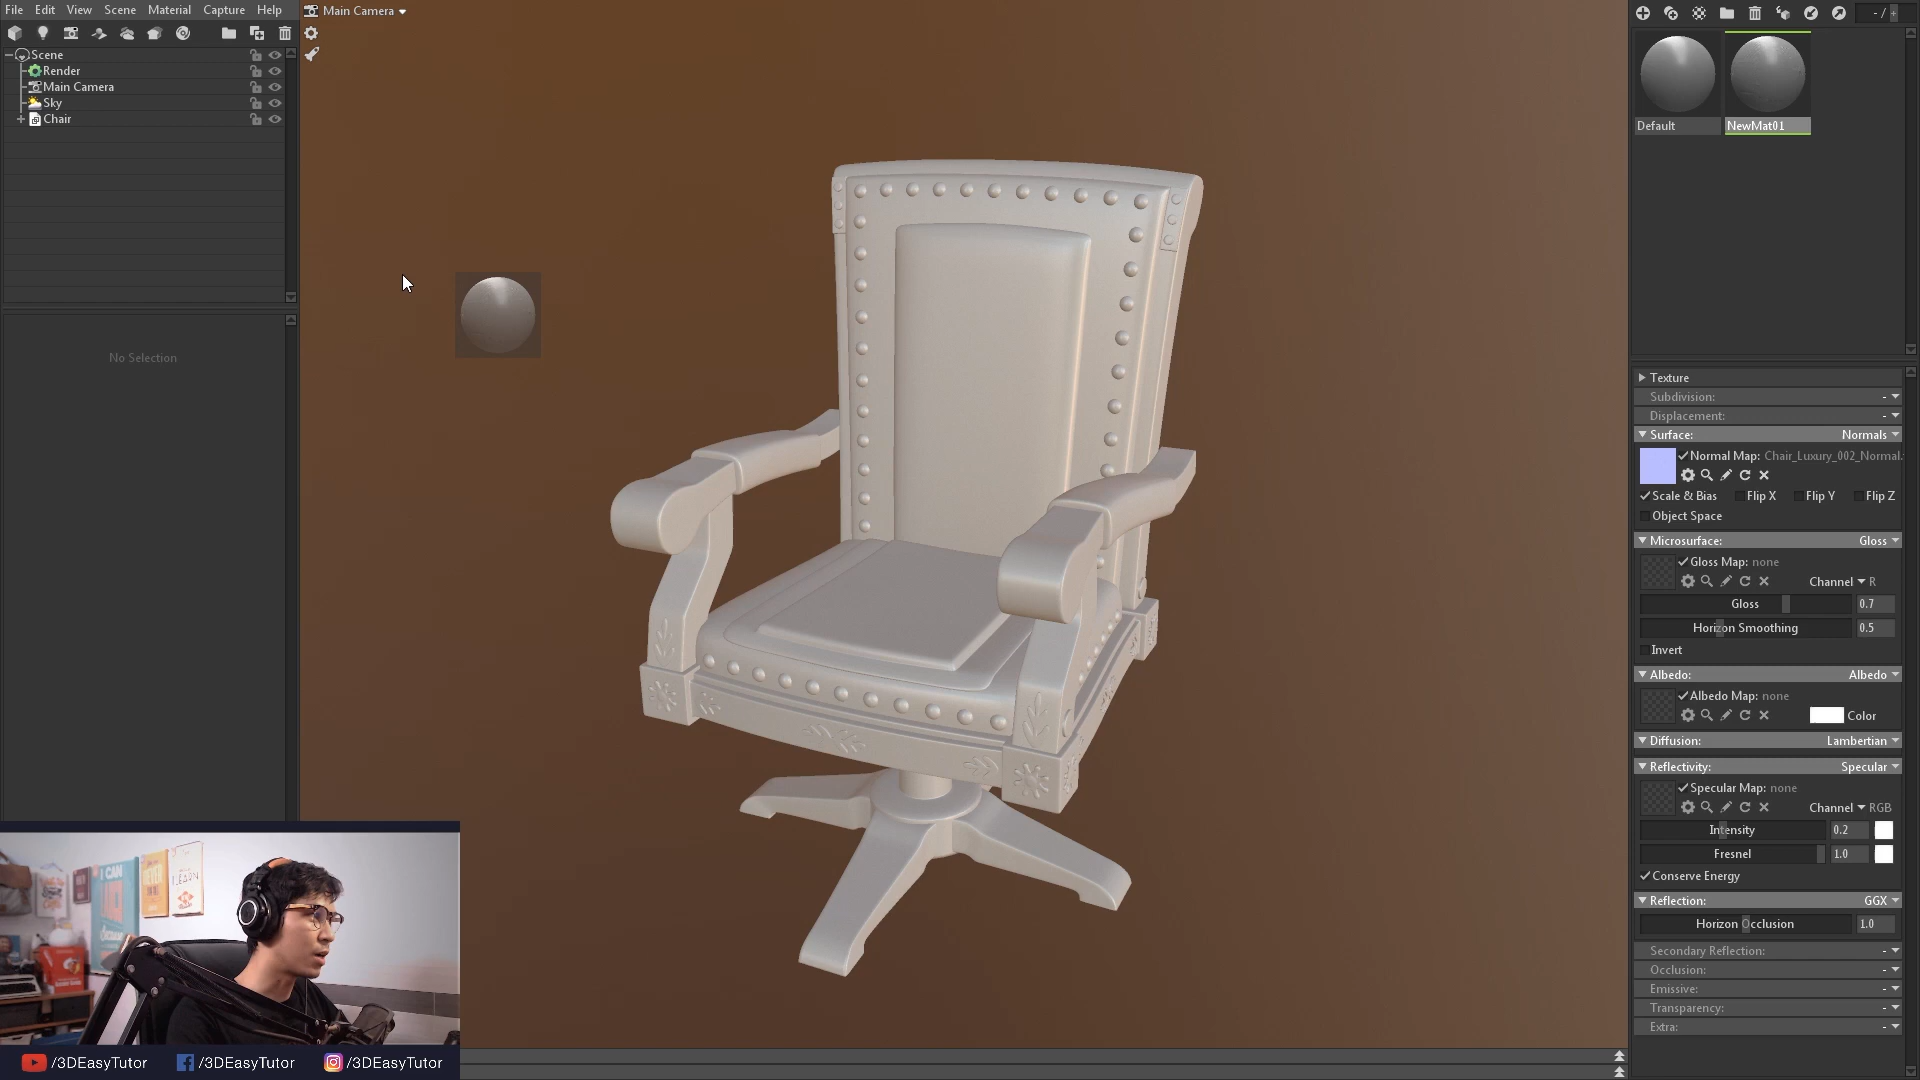 File Edit View Scene Material Capture Help
Main Camera
- / +
Scene
Render
Main Camera
Sky
Chair
No Selection
Default
NewMat01
Texture
Subdivision: -
Displacement: -
Surface: Normals
Normal Map: Chair_Luxury_002_Normal.
Scale & Bias Flip X Flip Y Flip Z
Object Space
Microsurface: Gloss
Gloss Map: none
Channel R
Gloss 0.7
Horizon Smoothing 0.5
Invert
Albedo: Albedo
Albedo Map: none
Color
Diffusion: Lambertian
Reflectivity: Specular
Specular Map: none
Channel RGB
Intensity 0.2
Fresnel 1.0
Conserve Energy
Reflection: GGX
Horizon Occlusion 1.0
Secondary Reflection: -
Occlusion: -
Emissive: -
Transparency: -
Extra: -
I CAN
LEARN
/3DEasyTutor /3DEasyTutor /3DEasyTutor